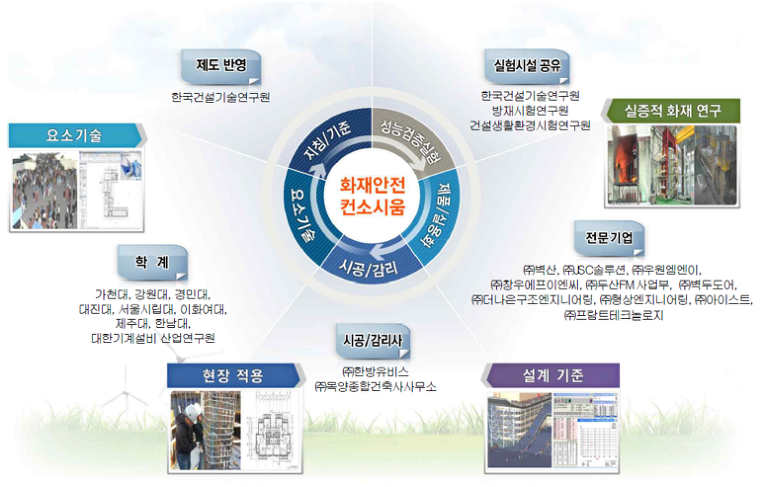 제도 반영
한국건설기술연구원
실험시설 공유
한국건설기술연구원
방재시험연구원
건설생활환경시험연구원
요소기술
실증적 화재 연구
지침/기준
성능검증실험
제품/실용화
시공/감리
요소기술
화재안전
컨소시움
학 계
가천대, 강원대, 경민대,
대진대, 서울시립대, 이화여대,
제주대, 한남대,
대한기계설비 산업연구원
전문기업
㈜벽산, ㈜JSC솔루션, ㈜우원엠엔이,
㈜창우에프이엔씨, ㈜두산FM 사업부, ㈜벽두도어,
㈜더나은구조엔지니어링, ㈜형상엔지니어링, ㈜아이스트,
㈜프랑트테크놀로지
시공/감리사
㈜한방유비스
㈜목양종합건축사사무소
현장 적용
설계 기준